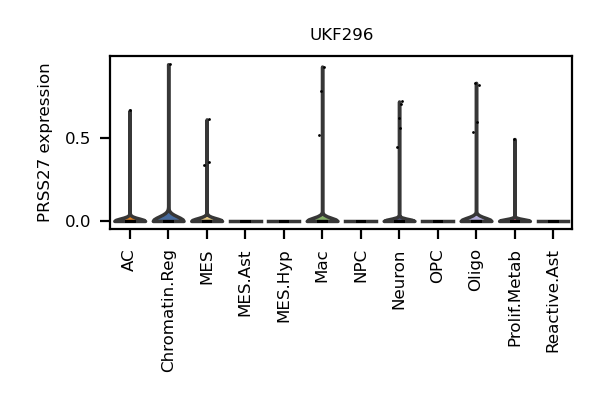 UKF296
PRSS27 expression
0.5
0.0
AC
Chromatin.Reg
MES
MES.Ast
MES.Hyp
Mac
NPC
Neuron
OPC
Oligo
Prolif.Metab
Reactive.Ast